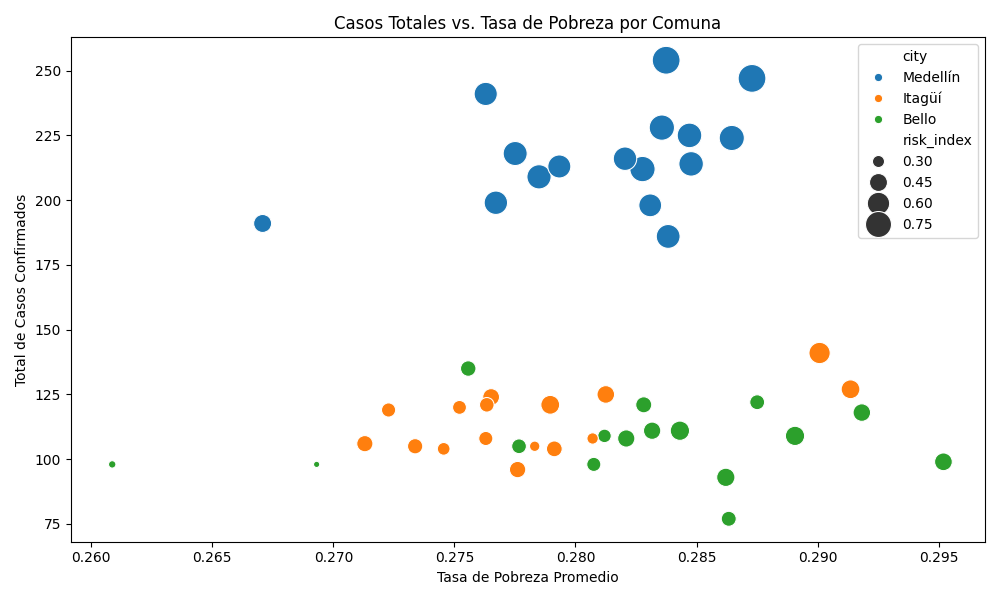 Casos Totales vs. Tasa de Pobreza por Comuna
Total de Casos Confirmados
250
225
200
175
150
125
100
75
0.260
0.265
0.270
0.275
0.280
0.285
0.290
0.295
Tasa de Pobreza Promedio
city
Medellín
Itagüí
Bello
risk_index
0.30
0.45
0.60
0.75